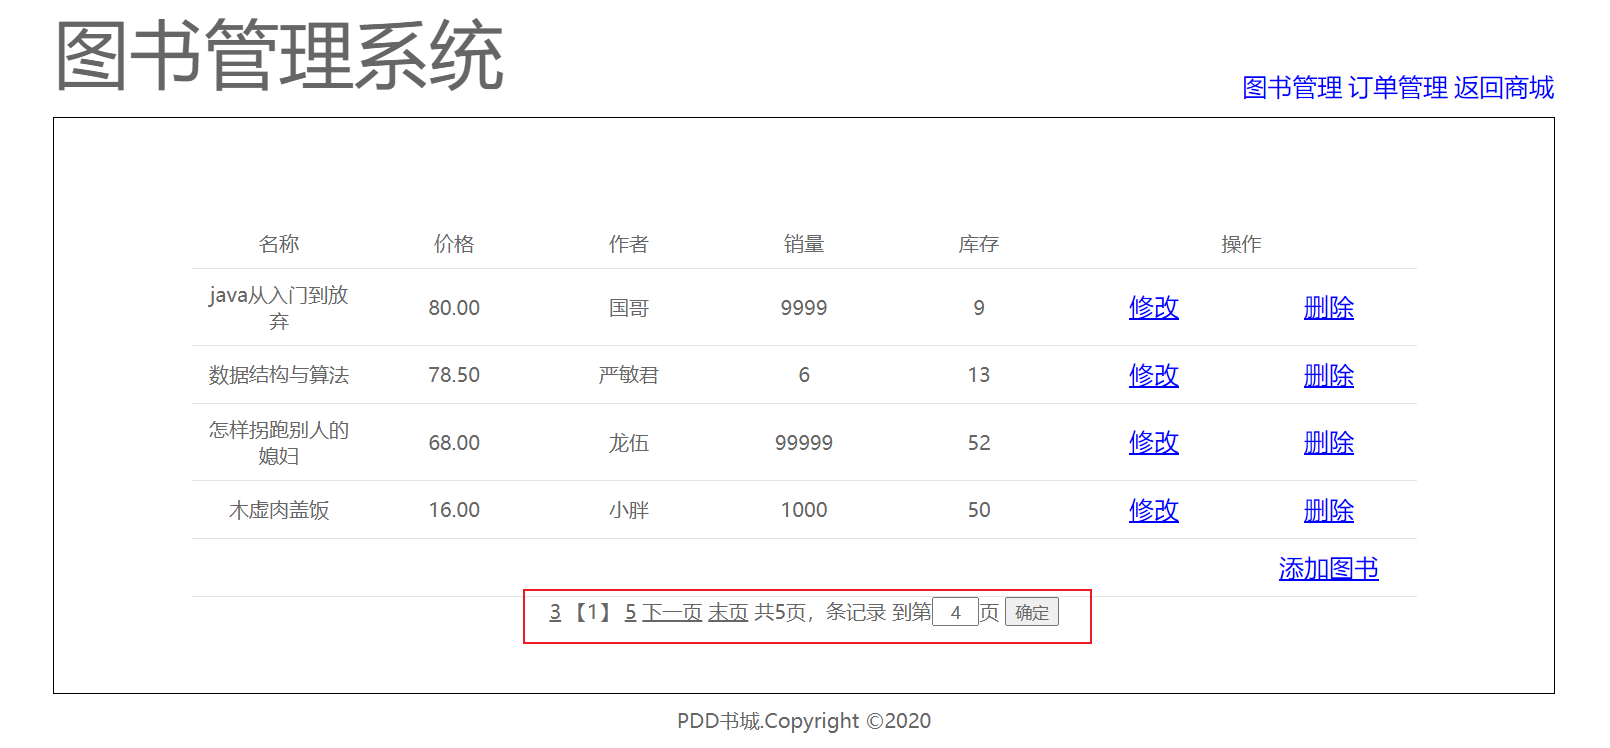 图书管理系统
图书管理 订单管理 返回商城
名称 价格 作者 销量 库存 操作
java从入门到放
弃 80.00 国哥 9999 9 修改 删除
数据结构与算法 78.50 严敏君 6 13 修改 删除
怎样拐跑别人的
媳妇 68.00 龙伍 99999 52 修改 删除
木虚肉盖饭 16.00 小胖 1000 50 修改 删除
添加图书
3 【1】 5 下一页 末页 共5页，条记录 到第 4 页 确定
PDD书城.Copyright ©2020